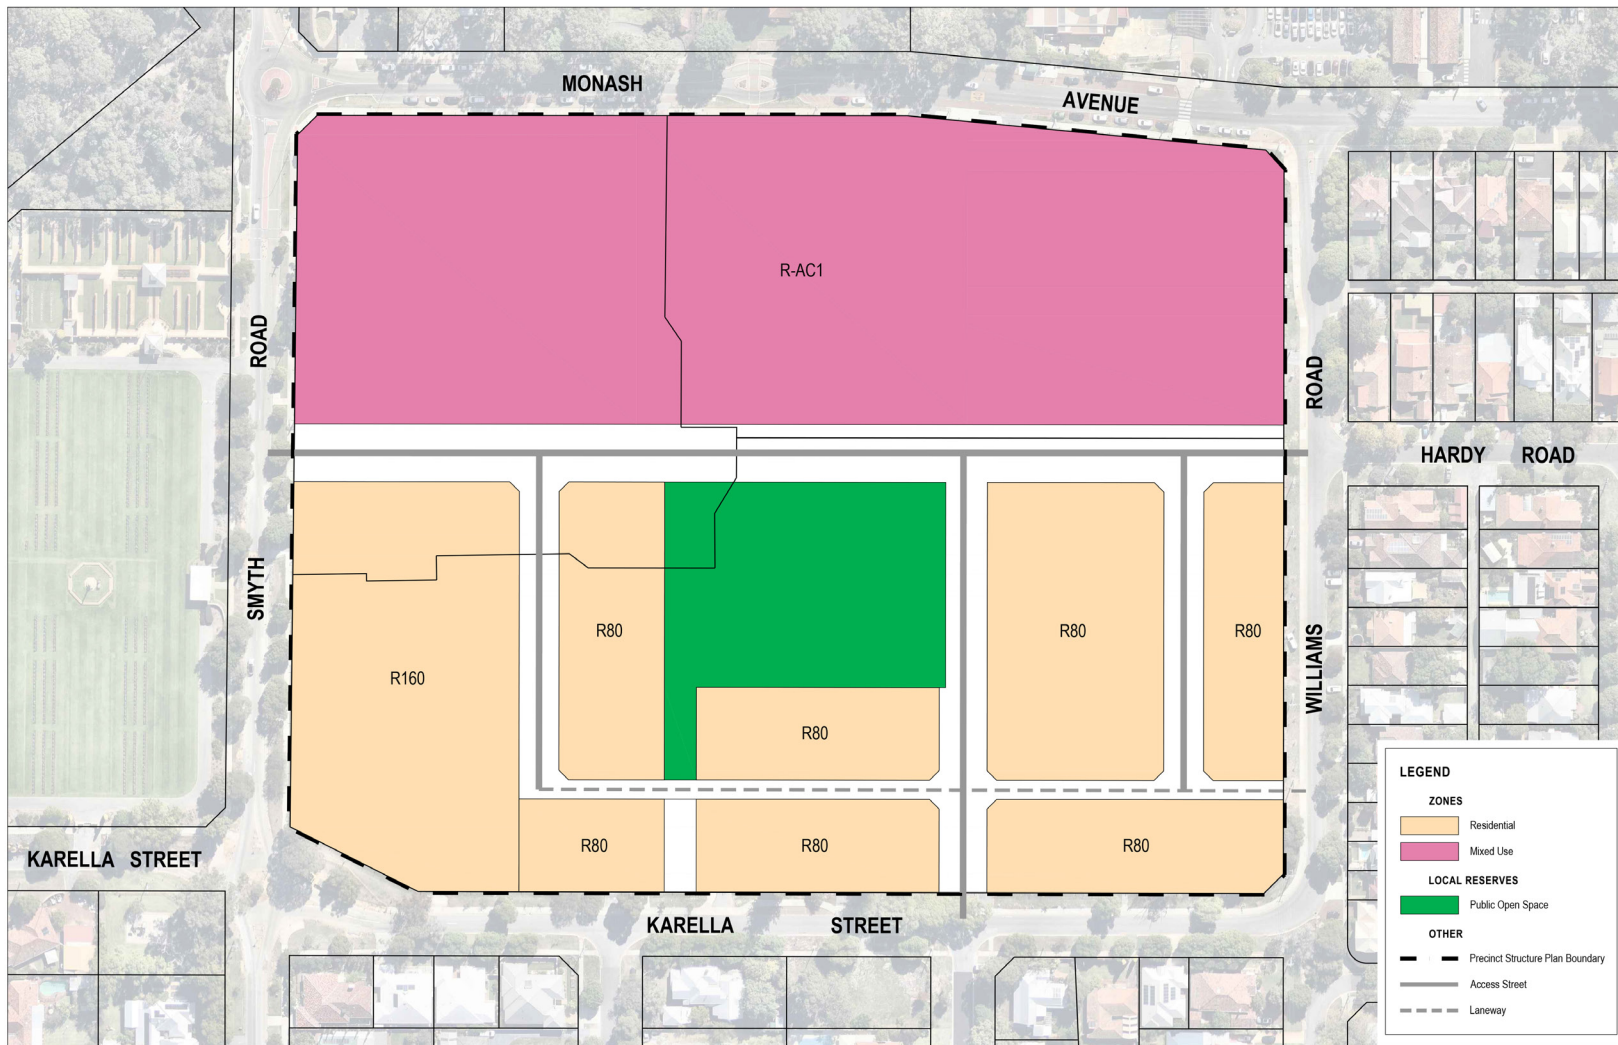 MONASH
AVENUE
R-AC1
ROAD
ROAD
HARDY ROAD
SMYTH
R80
R80
R80
WILLIAMS
R160
R80
R80
R80
R80
KARELLA STREET
KARELLA STREET
LEGEND
ZONES
Residential
Mixed Use
LOCAL RESERVES
Public Open Space
OTHER
Precinct Structure Plan Boundary
Access Street
Laneway